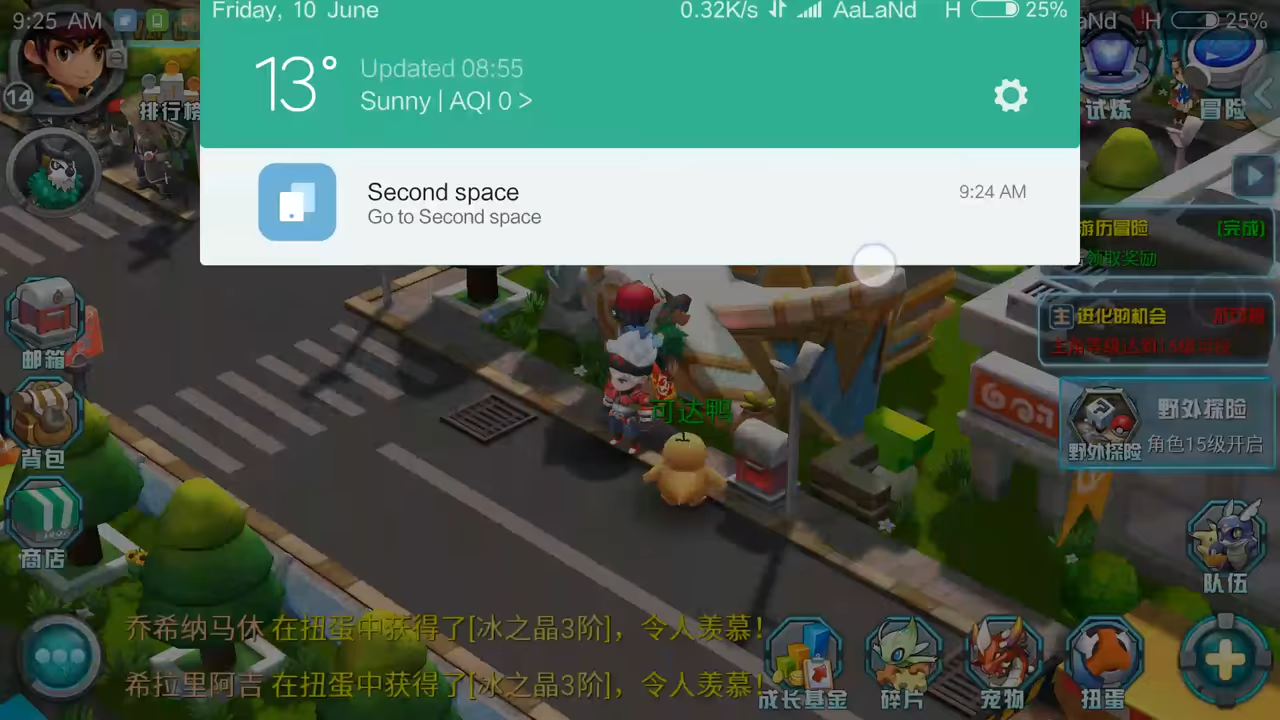 9:25 AM
Friday, 10 June
0.32K/s
AaLaNd
H
25%
aNd
H
25%
13°
Updated 08:55
Sunny | AQI 0 >
Second space
Go to Second space
9:24 AM
14
排行榜
试炼
冒险
游历冒险
[完成]
领取奖励
主 进化的机会
野外探险
野外探险
角色15级开启
邮箱
背包
商店
可达鸭
队伍
乔希纳马休 在扭蛋中获得了[冰之晶3阶]，令人羡慕！
希拉里阿吉 在扭蛋中获得了[冰之晶3阶]，令人羡慕！
成长基金
碎片
宠物
扭蛋